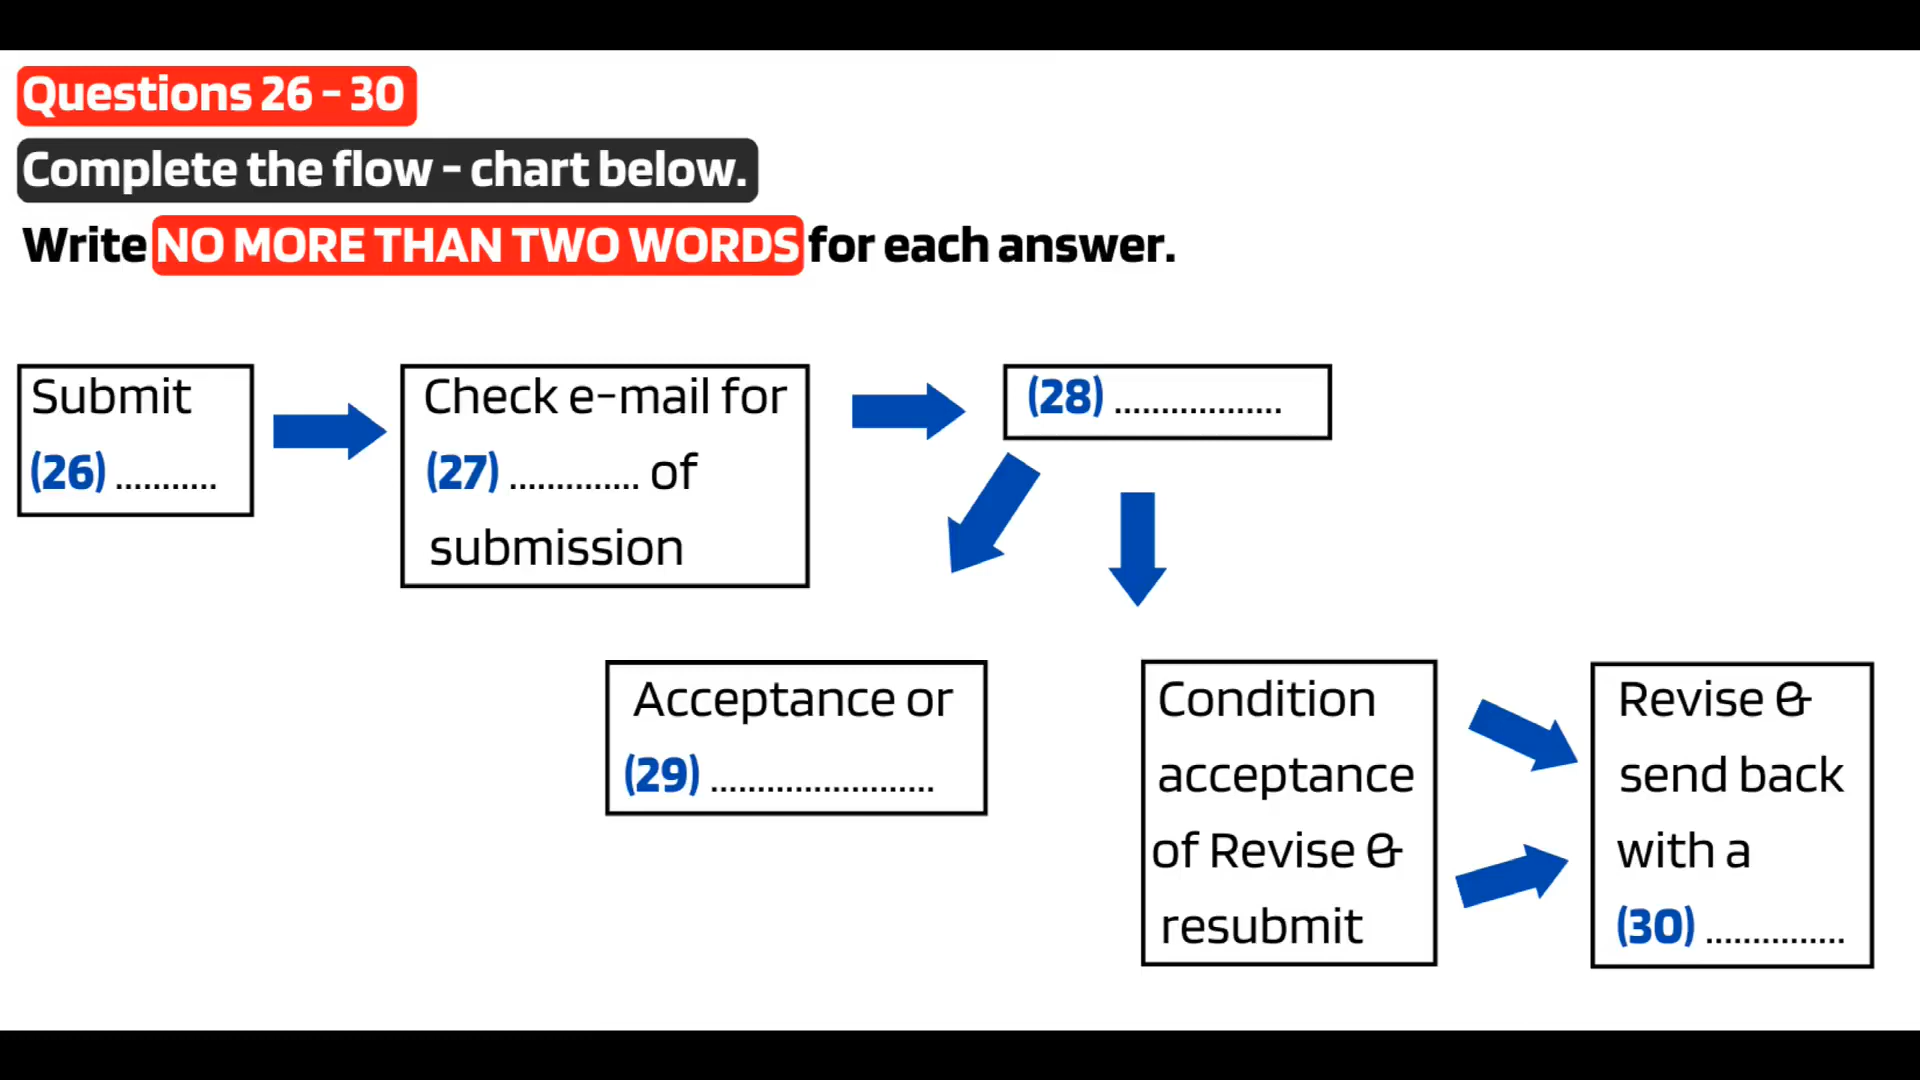 Questions 26 - 30
Complete the flow - chart below.
Write NO MORE THAN TWO WORDS for each answer.
Submit
(26) ...........
Check e-mail for
(27) .............. of
submission
(28) ..................
Acceptance or
(29) ........................
Condition
acceptance
of Revise &
resubmit
Revise &
send back
with a
(30) ...............